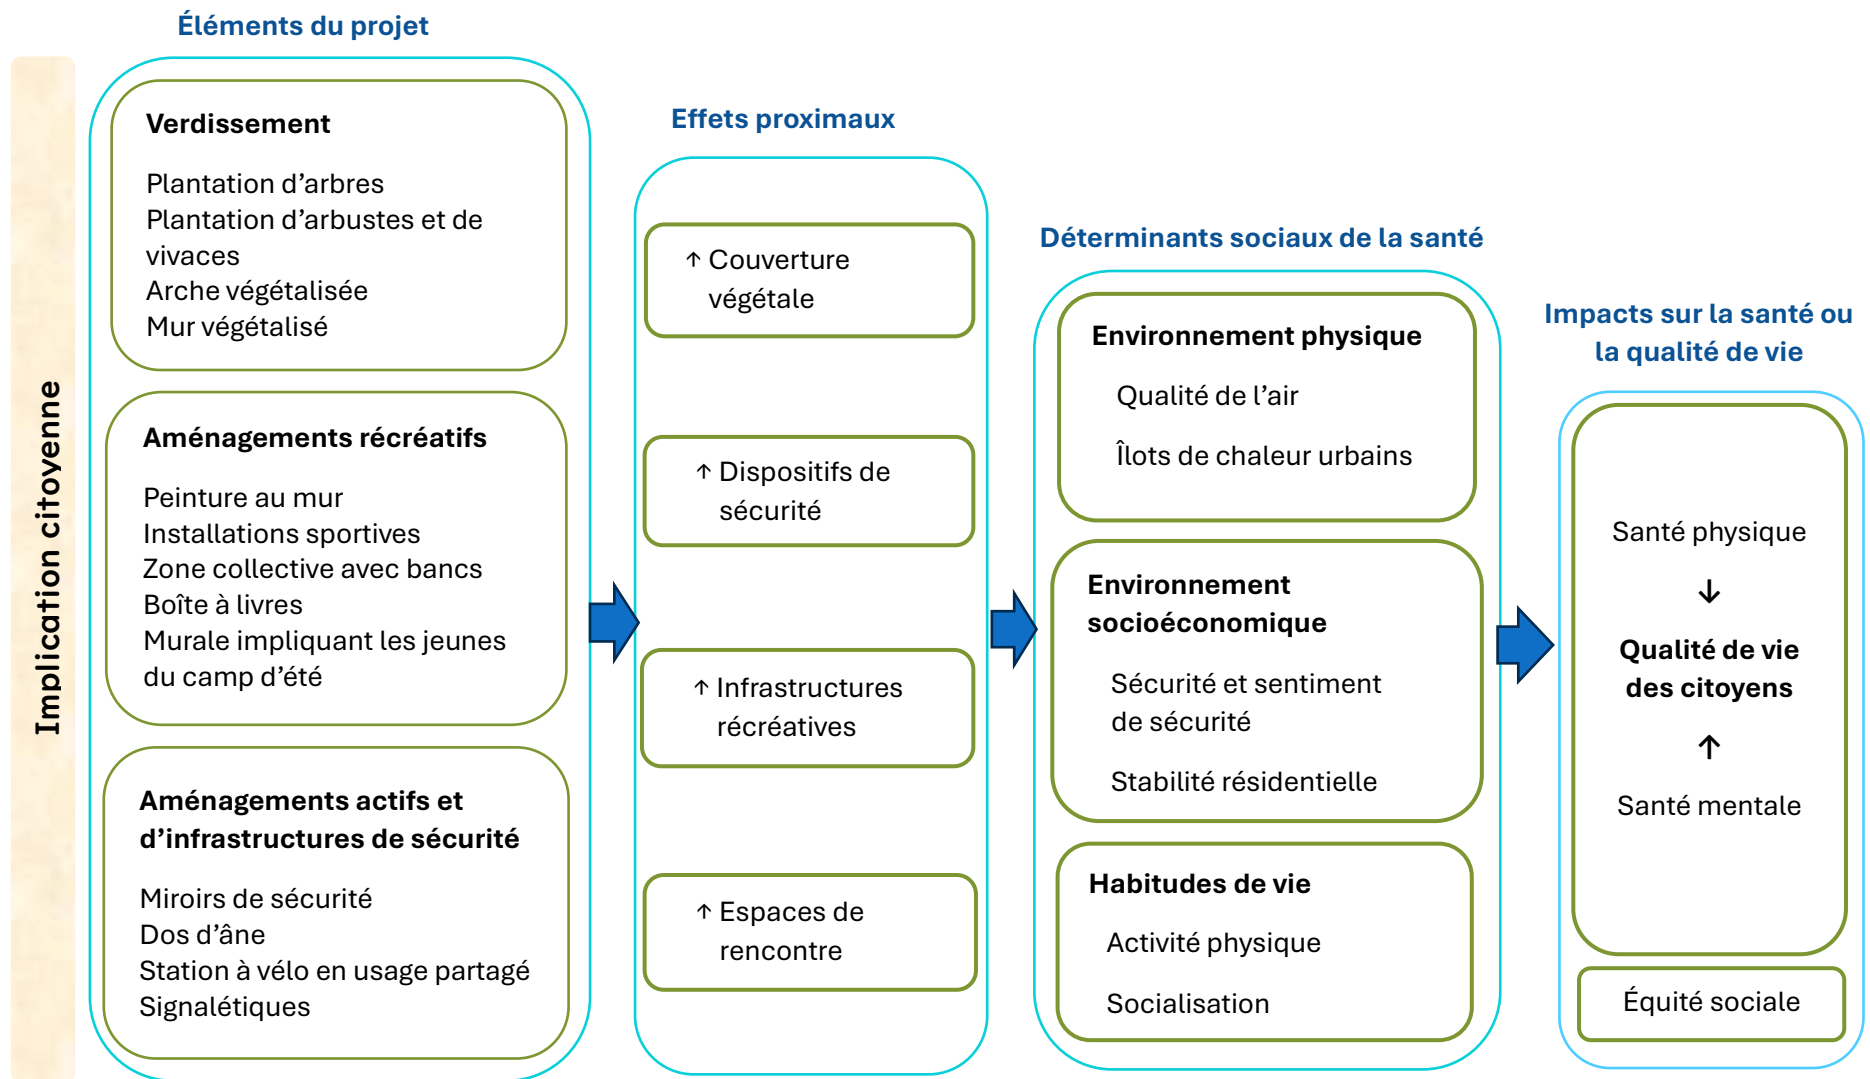 Implication citoyenne
Éléments du projet
Verdissement
Plantation d’arbres
Plantation d’arbustes et de
vivaces
Arche végétalisée
Mur végétalisé
Aménagements récréatifs
Peinture au mur
Installations sportives
Zone collective avec bancs
Boîte à livres
Murale impliquant les jeunes
du camp d’été
Aménagements actifs et
d’infrastructures de sécurité
Miroirs de sécurité
Dos d’âne
Station à vélo en usage partagé
Signalétiques
Effets proximaux
↑ Couverture
végétale
↑ Dispositifs de
sécurité
↑ Infrastructures
récréatives
↑ Espaces de
rencontre
Déterminants sociaux de la santé
Environnement physique
Qualité de l’air
Îlots de chaleur urbains
Environnement
socioéconomique
Sécurité et sentiment
de sécurité
Stabilité résidentielle
Habitudes de vie
Activité physique
Socialisation
Impacts sur la santé ou
la qualité de vie
Santé physique
↓
Qualité de vie
des citoyens
↑
Santé mentale
Équité sociale